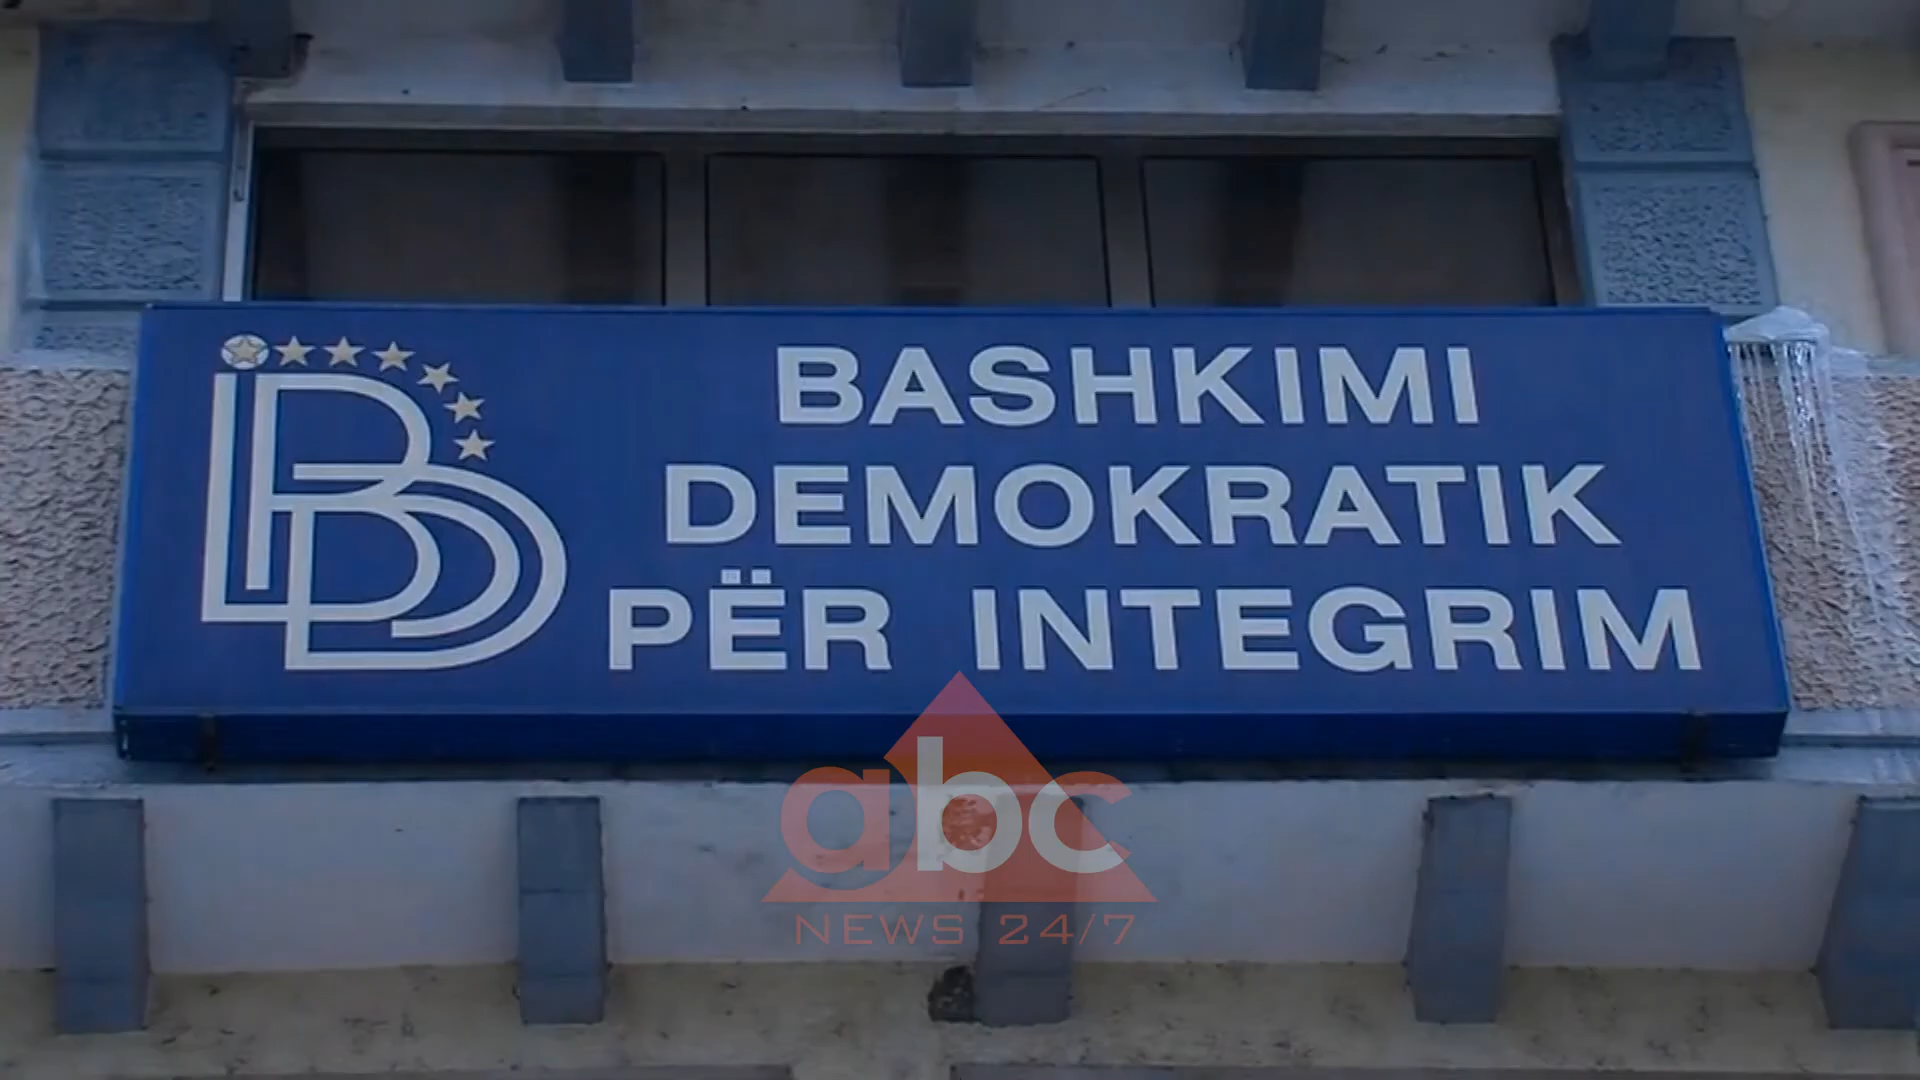 BASHKIMI
DEMOKRATIK
PËR INTEGRIM
abc
NEWS 24/7